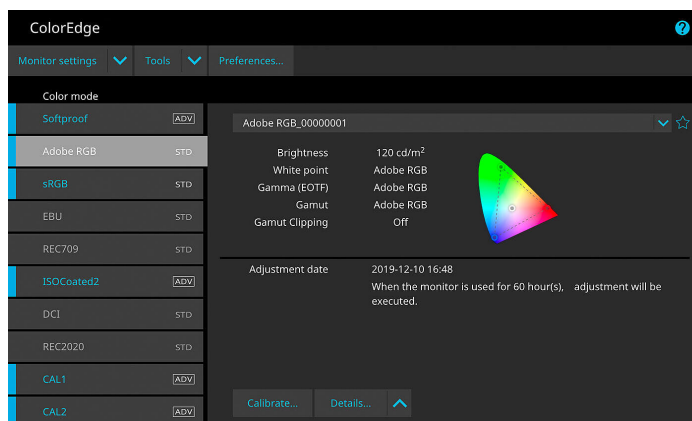 ColorEdge
?
Monitor settings Tools Preferences...
Color mode
Softproof ADV
Adobe RGB STD
sRGB STD
EBU STD
REC709 STD
ISOCoated2 ADV
DCI STD
REC2020 STD
CAL1 ADV
CAL2 ADV
Adobe RGB_00000001
Brightness 120 cd/m²
White point Adobe RGB
Gamma (EOTF) Adobe RGB
Gamut Adobe RGB
Gamut Clipping Off
Adjustment date 2019-12-10 16:48
When the monitor is used for 60 hour(s), adjustment will be
executed.
Calibrate... Details...